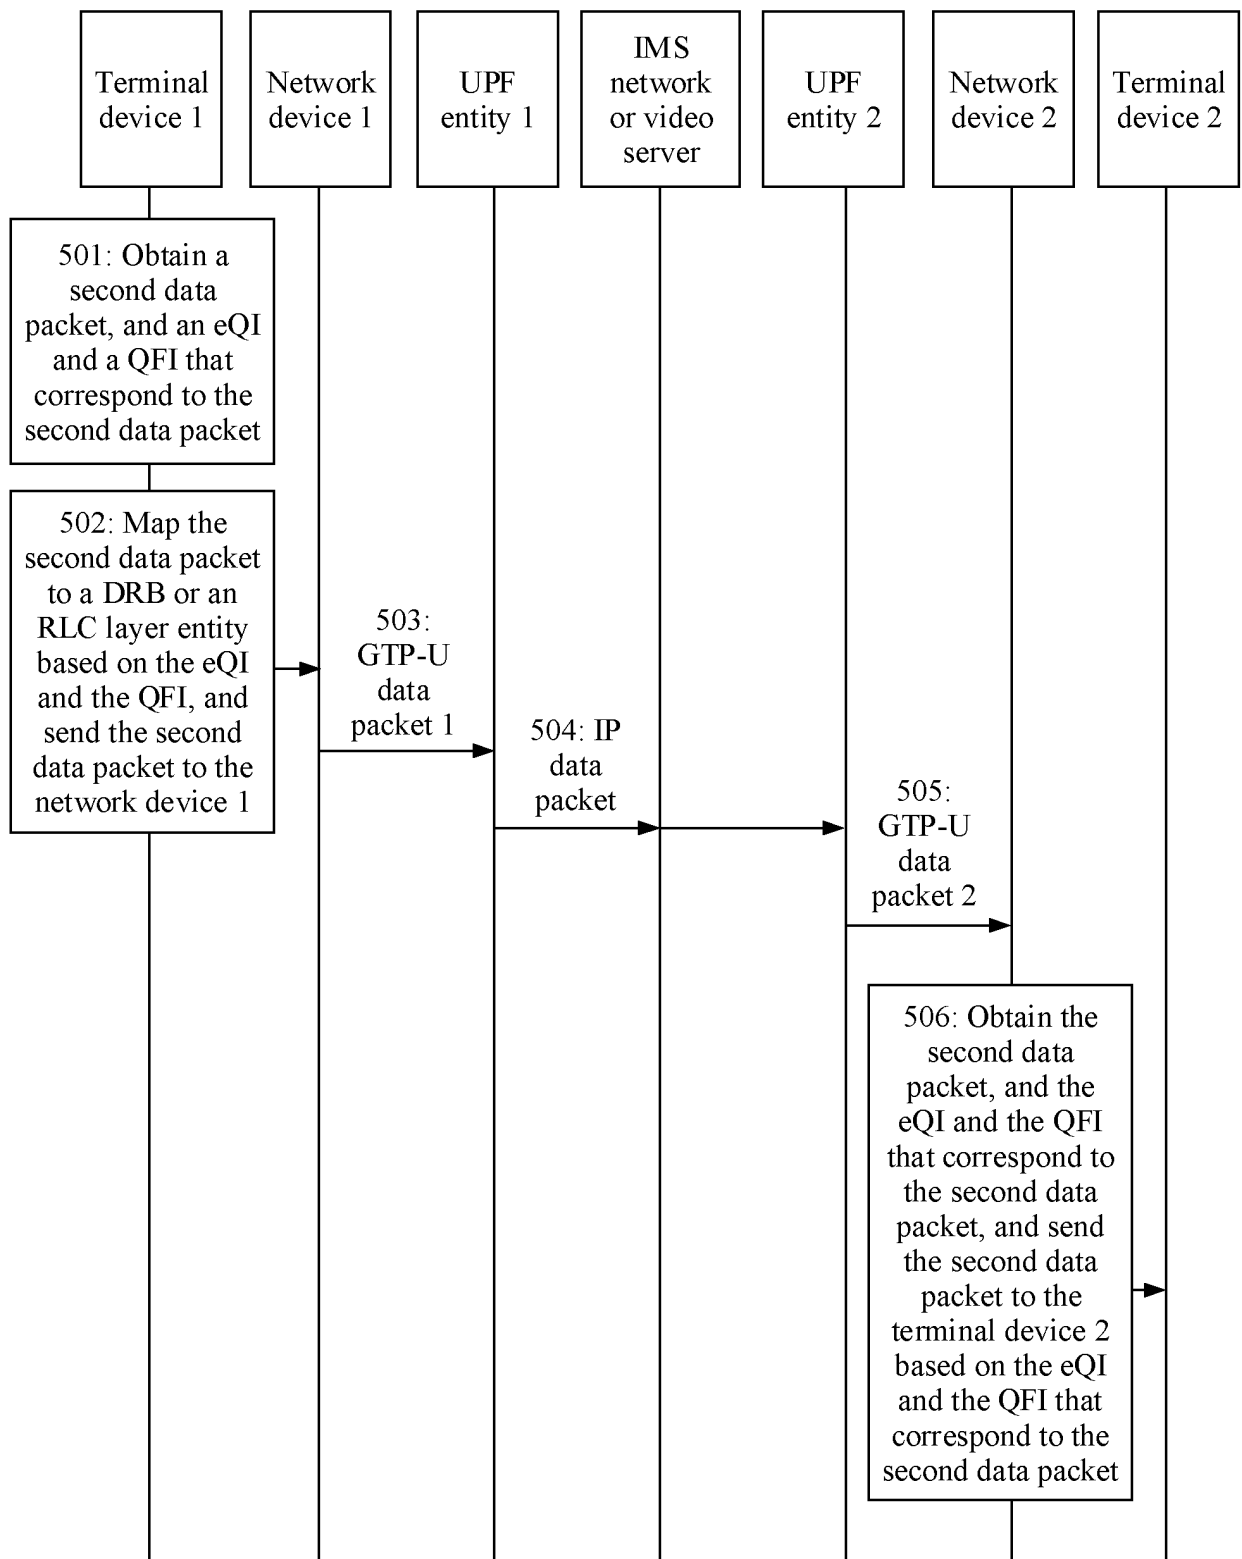 Terminal
device 1
Network
device 1
UPF
entity 1
IMS
network
or video
server
UPF
entity 2
Network
device 2
Terminal
device 2
501: Obtain a
second data
packet, and an eQI
and a QFI that
correspond to the
second data packet
502: Map the
second data packet
to a DRB or an
RLC layer entity
based on the eQI
and the QFI, and
send the second
data packet to the
network device 1
503:
GTP-U
data
packet 1
504: IP
data
packet
505:
GTP-U
data
packet 2
506: Obtain the
second data
packet, and the
eQI and the QFI
that correspond to
the second data
packet, and send
the second data
packet to the
terminal device 2
based on the eQI
and the QFI that
correspond to the
second data packet